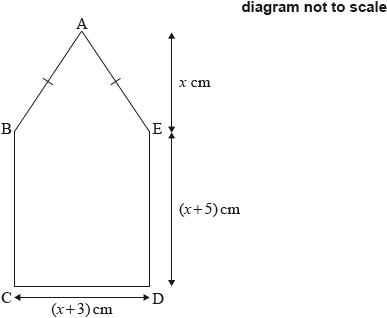 diagram not to scale
A
x cm
B
E
(x+5) cm
C
D
(x+3) cm